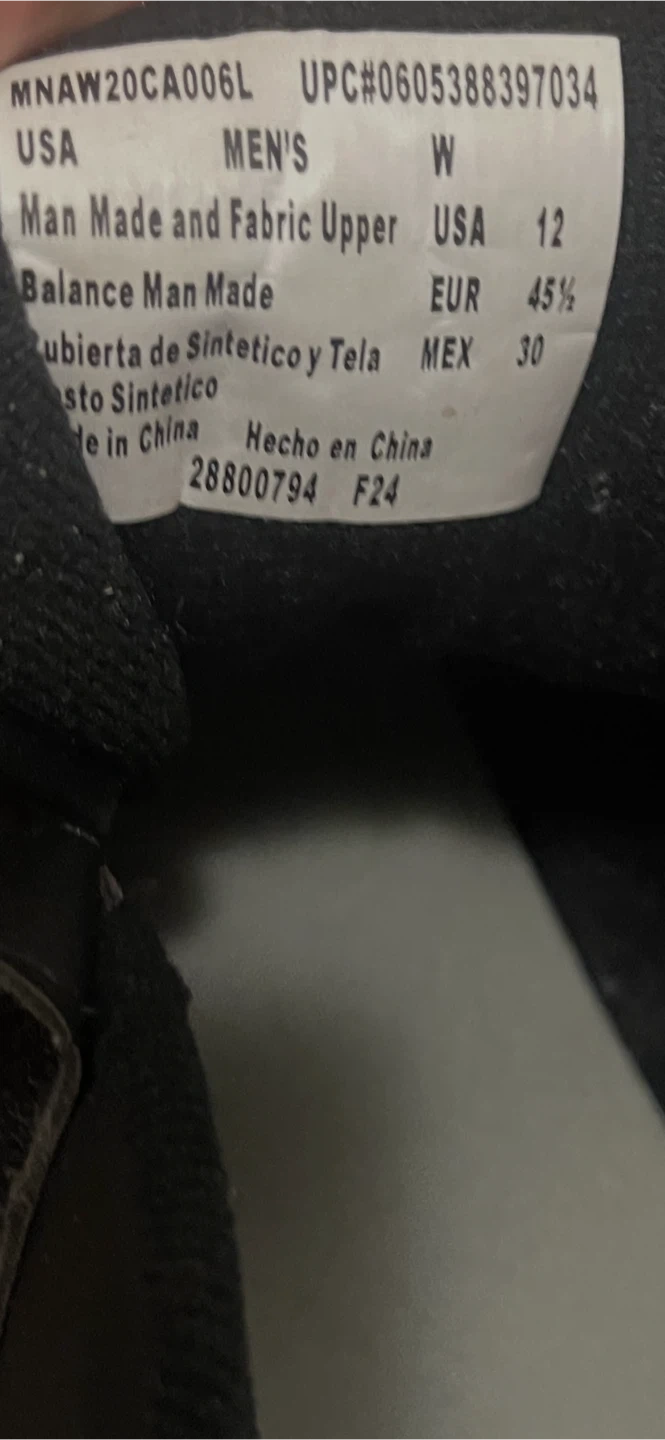 MNAW20CA006L UPC#0605388397034
USA MEN'S W
Man Made and Fabric Upper USA 12
Balance Man Made EUR 45½
ubierta de Sintetico y Tela MEX 30
sto Sintetico
de in China Hecho en China
28800794 F24